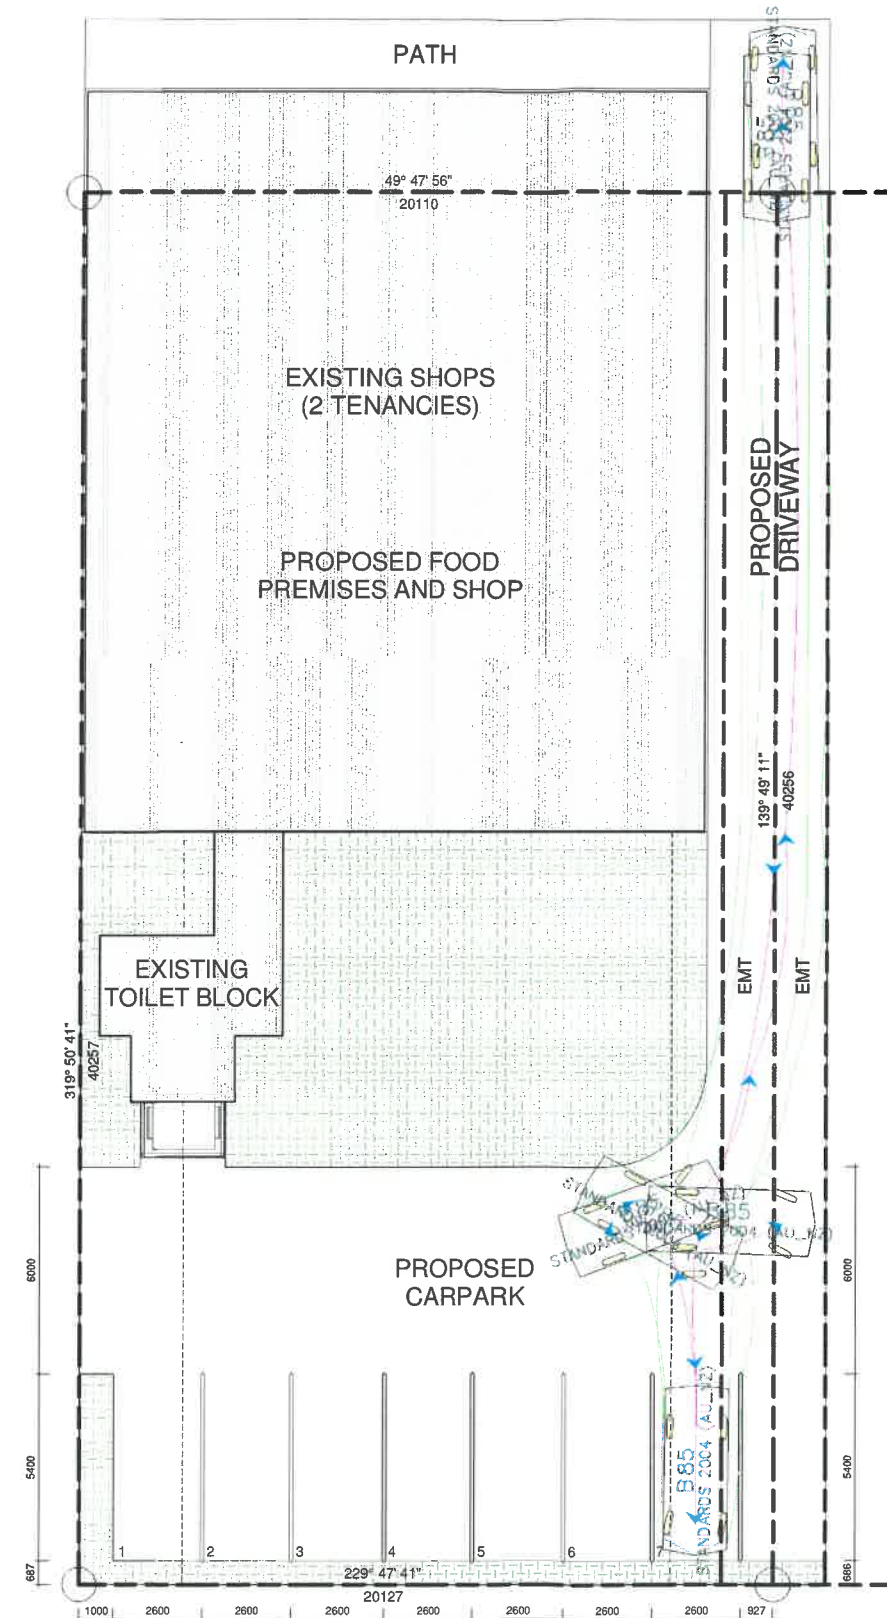 PATH
49° 47' 56"
20110
EXISTING SHOPS
(2 TENANCIES)
PROPOSED FOOD
PREMISES AND SHOP
PROPOSED
DRIVEWAY
139° 49' 11"
40256
EMT
EMT
EXISTING
TOILET BLOCK
319° 50' 41"
40257
PROPOSED
CARPARK
6000
6000
5400
5400
687
686
B85
STANDARDS 2004 (AU_NZ)
1
2
3
4
5
6
7
229° 47' 41"
20127
1000
2600
2600
2600
2600
2600
2600
2600
927